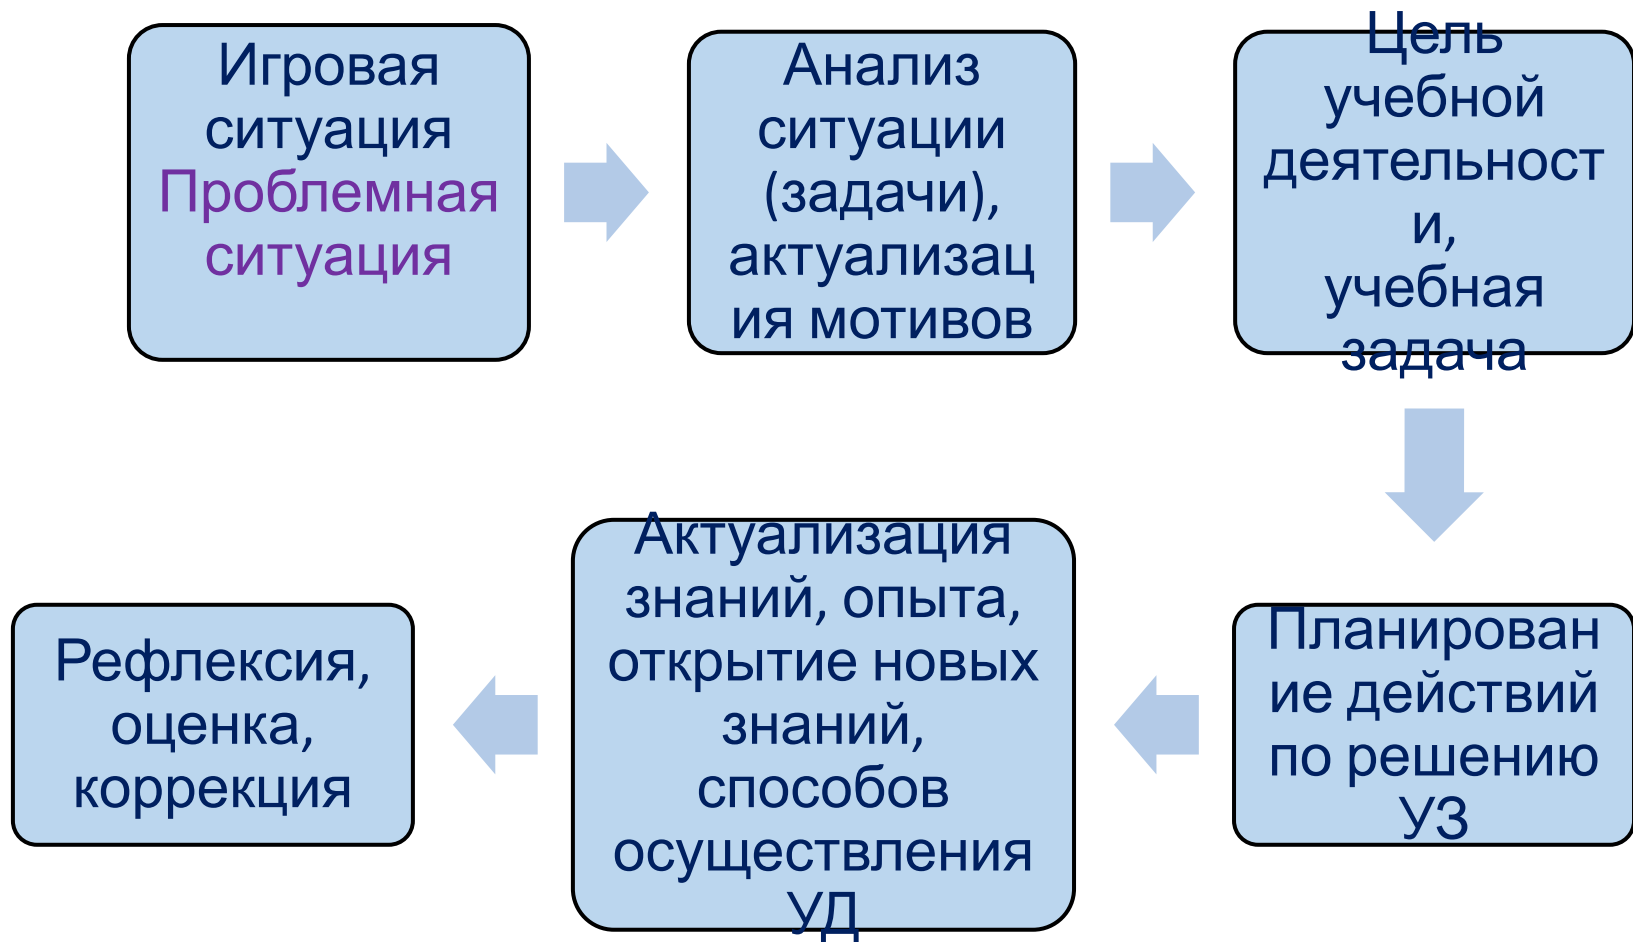 Игровая
ситуация
Проблемная
ситуация
Анализ
ситуации
(задачи),
актуализац
ия мотивов
Цель
учебной
деятельност
и,
учебная
задача
Планирован
ие действий
по решению
УЗ
Актуализация
знаний, опыта,
открытие новых
знаний,
способов
осуществления
УД
Рефлексия,
оценка,
коррекция